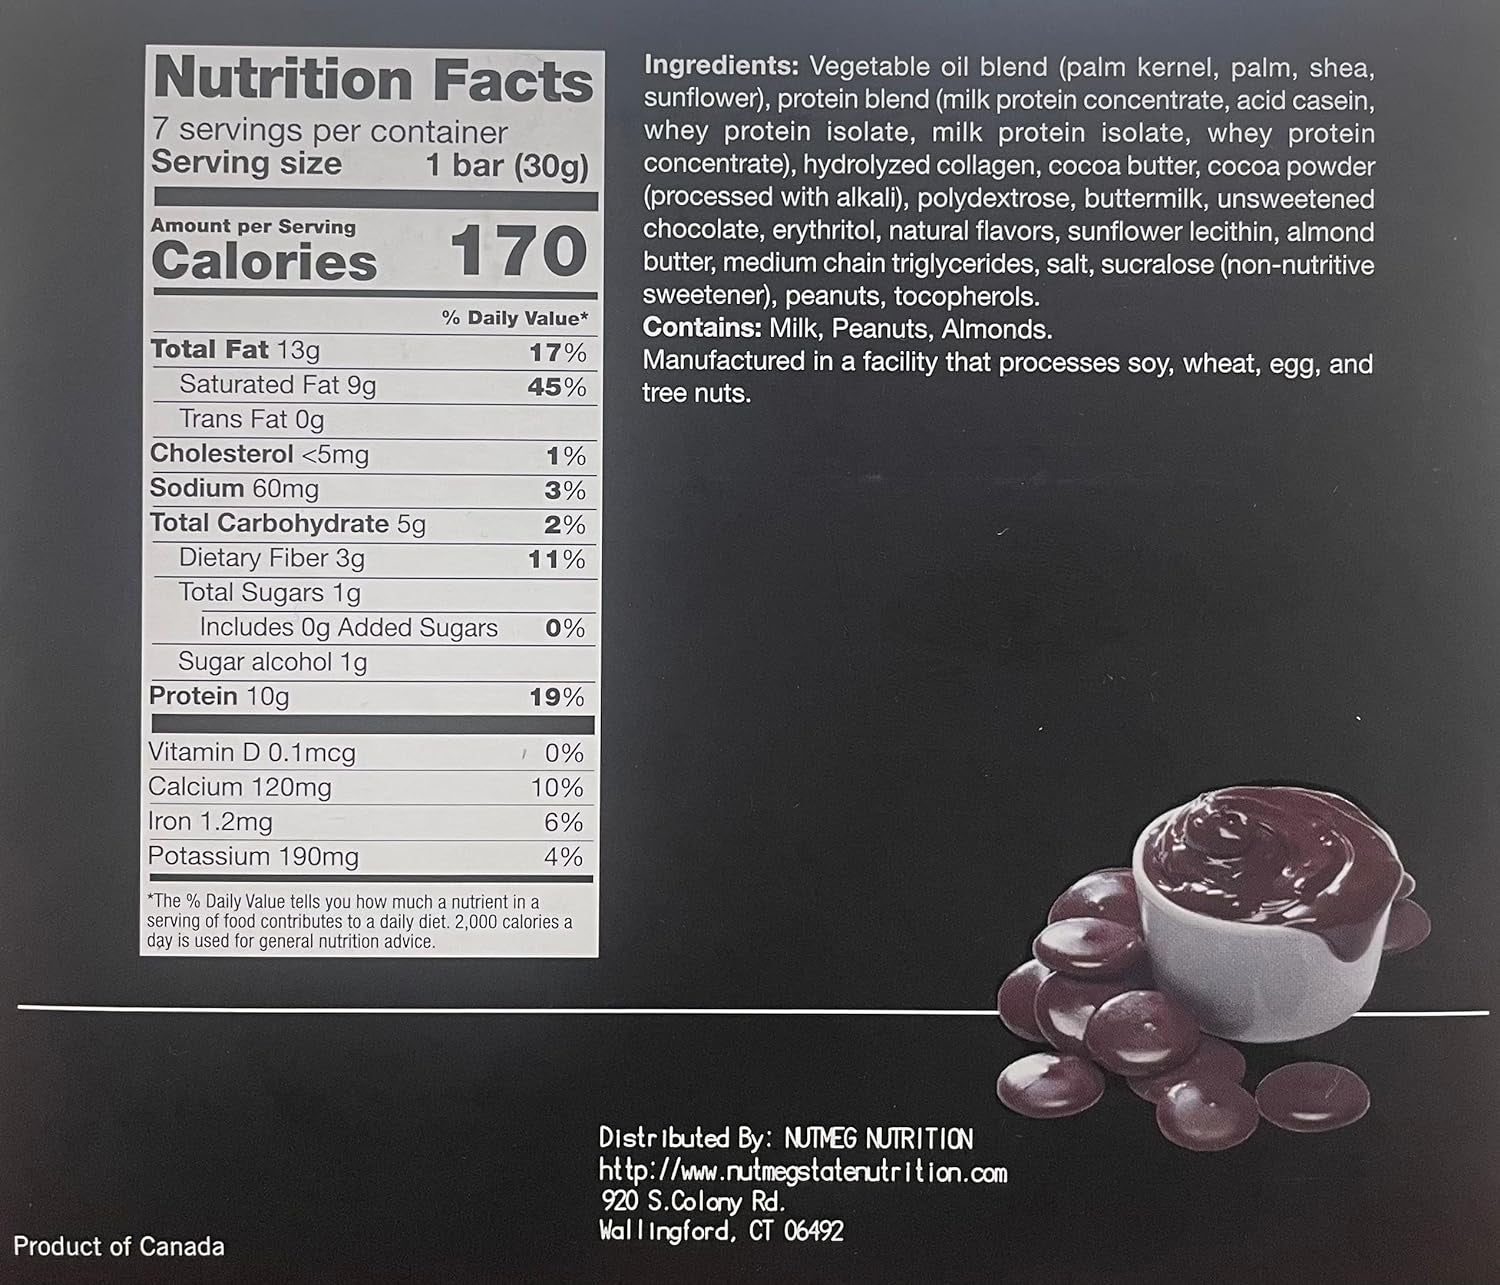 Nutrition Facts
7 servings per container
Serving size 1 bar (30g)
Amount per Serving
Calories 170
% Daily Value*
Total Fat 13g 17%
Saturated Fat 9g 45%
Trans Fat 0g
Cholesterol <5mg 1%
Sodium 60mg 3%
Total Carbohydrate 5g 2%
Dietary Fiber 3g 11%
Total Sugars 1g
Includes 0g Added Sugars 0%
Sugar alcohol 1g
Protein 10g 19%
Vitamin D 0.1mcg 0%
Calcium 120mg 10%
Iron 1.2mg 6%
Potassium 190mg 4%
*The % Daily Value tells you how much a nutrient in a
serving of food contributes to a daily diet. 2,000 calories a
day is used for general nutrition advice.
Ingredients: Vegetable oil blend (palm kernel, palm, shea,
sunflower), protein blend (milk protein concentrate, acid casein,
whey protein isolate, milk protein isolate, whey protein
concentrate), hydrolyzed collagen, cocoa butter, cocoa powder
(processed with alkali), polydextrose, buttermilk, unsweetened
chocolate, erythritol, natural flavors, sunflower lecithin, almond
butter, medium chain triglycerides, salt, sucralose (non-nutritive
sweetener), peanuts, tocopherols.
Contains: Milk, Peanuts, Almonds.
Manufactured in a facility that processes soy, wheat, egg, and
tree nuts.
Distributed By: NUTMEG NUTRITION
http://www.nutmegstatenutrition.com
920 S.Colony Rd.
Wallingford, CT 06492
Product of Canada